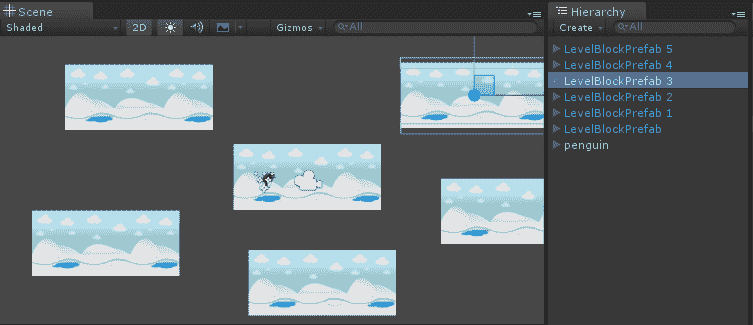 Scene
Shaded 2D Gizmos All
Hierarchy
Create All
LevelBlockPrefab 5
LevelBlockPrefab 4
LevelBlockPrefab 3
LevelBlockPrefab 2
LevelBlockPrefab 1
LevelBlockPrefab
penguin